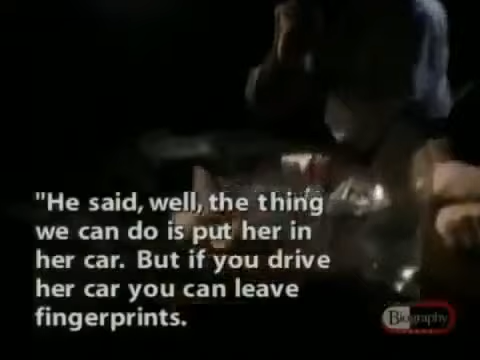 "He said, well, the thing
we can do is put her in
her car. But if you drive
her car you can leave
fingerprints.
Biography